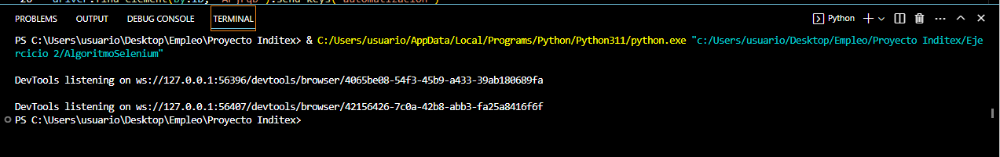 PROBLEMS OUTPUT DEBUG CONSOLE TERMINAL Python
PS C:\Users\usuario\Desktop\Empleo\Proyecto Inditex> & C:/Users/usuario/AppData/Local/Programs/Python/Python311/python.exe "c:/Users/usuario/Desktop/Empleo/Proyecto Inditex/Eje
rcicio 2/AlgoritmoSelenium"
DevTools listening on ws://127.0.0.1:56396/devtools/browser/4065be08-54f3-45b9-a433-39ab180689fa
DevTools listening on ws://127.0.0.1:56407/devtools/browser/42156426-7c0a-42b8-abb3-fa25a8416f6f
PS C:\Users\usuario\Desktop\Empleo\Proyecto Inditex>